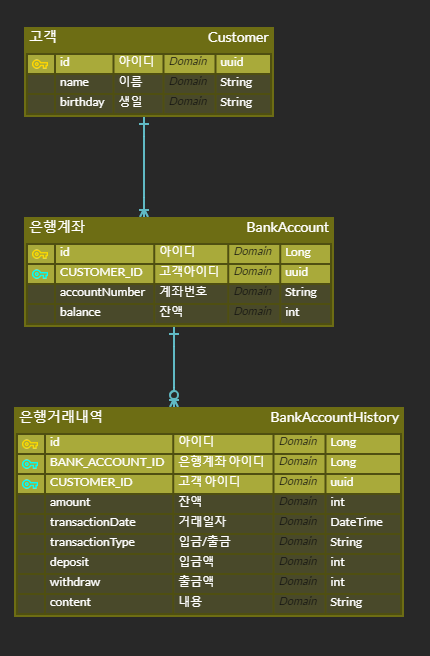 고객 Customer
id 아이디 Domain uuid
name 이름 Domain String
birthday 생일 Domain String
은행계좌 BankAccount
id 아이디 Domain Long
CUSTOMER_ID 고객아이디 Domain uuid
accountNumber 계좌번호 Domain String
balance 잔액 Domain int
은행거래내역 BankAccountHistory
id 아이디 Domain Long
BANK_ACCOUNT_ID 은행계좌 아이디 Domain Long
CUSTOMER_ID 고객 아이디 Domain uuid
amount 잔액 Domain int
transactionDate 거래일자 Domain DateTime
transactionType 입금/출금 Domain String
deposit 입금액 Domain int
withdraw 출금액 Domain int
content 내용 Domain String